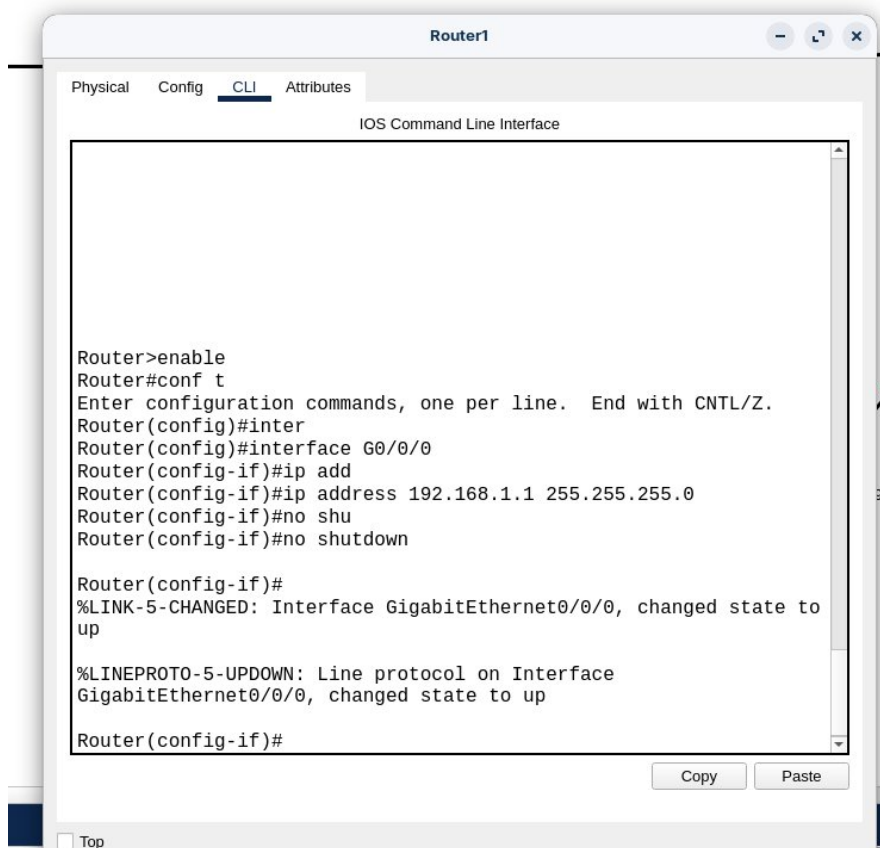 Router1
Physical Config CLI Attributes
IOS Command Line Interface
Router>enable
Router#conf t
Enter configuration commands, one per line.  End with CNTL/Z.
Router(config)#inter
Router(config)#interface G0/0/0
Router(config-if)#ip add
Router(config-if)#ip address 192.168.1.1 255.255.255.0
Router(config-if)#no shu
Router(config-if)#no shutdown
Router(config-if)#
%LINK-5-CHANGED: Interface GigabitEthernet0/0/0, changed state to
up
%LINEPROTO-5-UPDOWN: Line protocol on Interface
GigabitEthernet0/0/0, changed state to up
Router(config-if)#
Copy Paste
Top